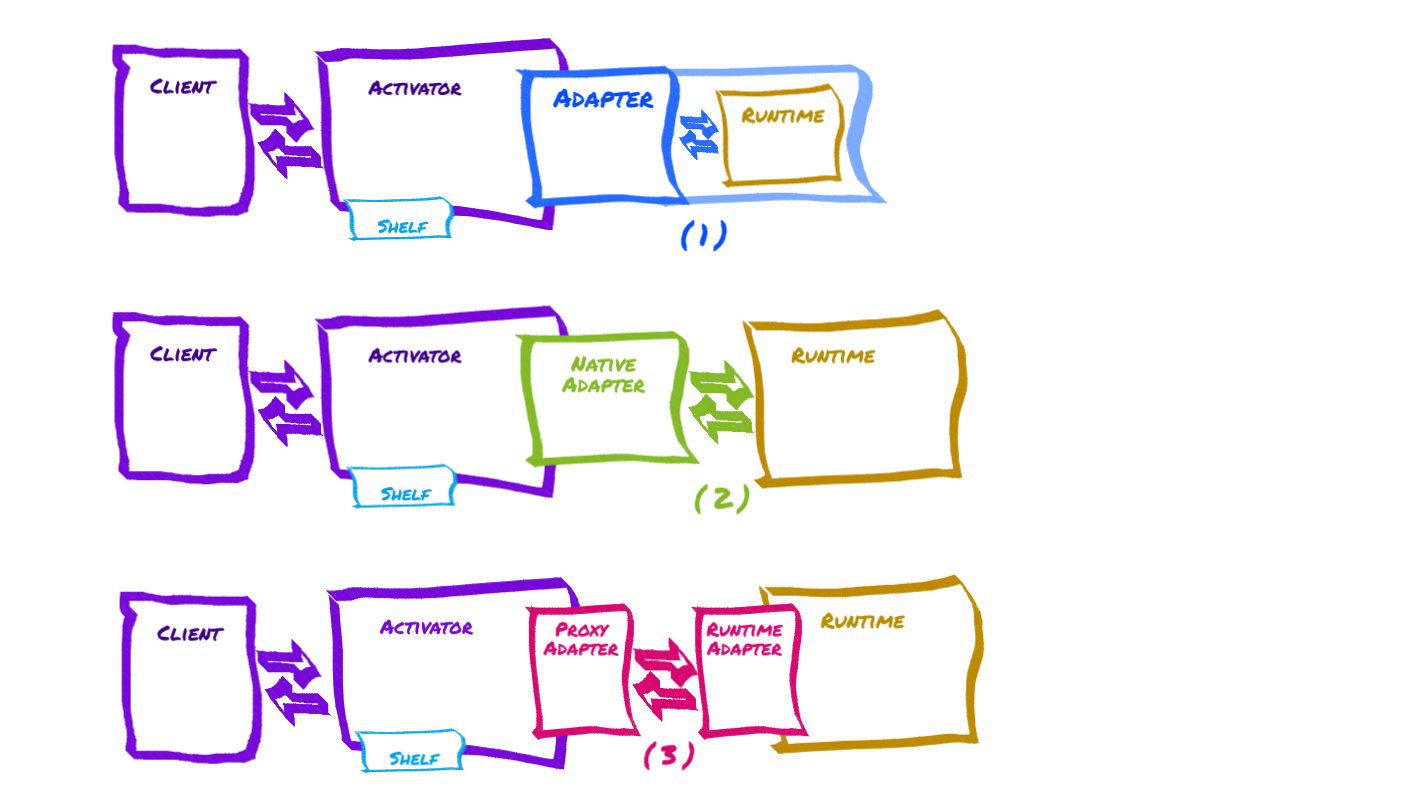 Client
Activator
Adapter
Runtime
Shelf
(1)
Client
Activator
Native
Adapter
Runtime
Shelf
(2)
Client
Activator
Proxy
Adapter
Runtime
Adapter
Runtime
Shelf
(3)